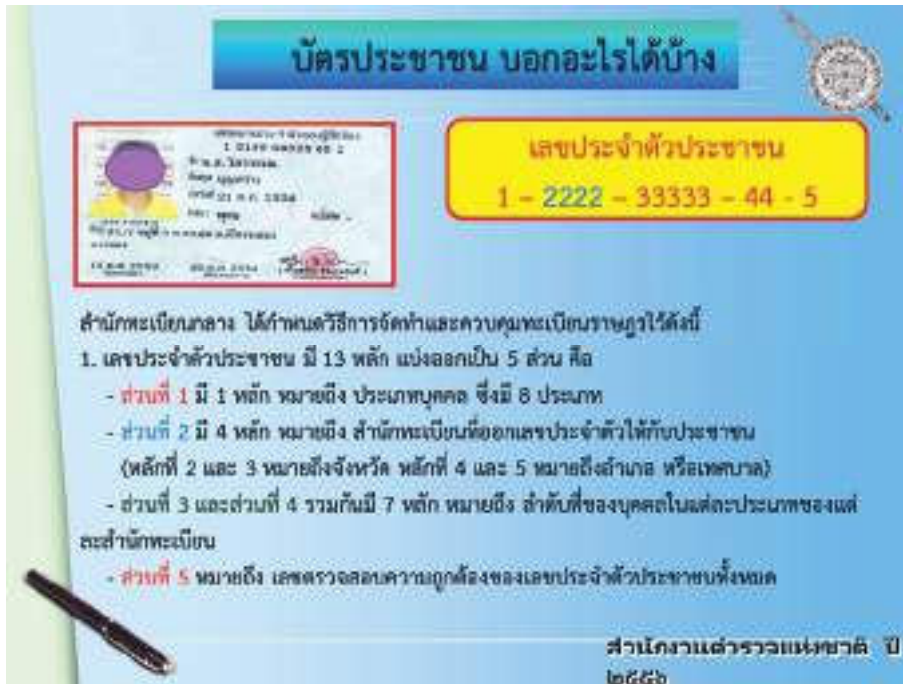 บัตรประชาชน บอกอะไรได้บ้าง
เลขประจำตัวประชาชน
1 - 2222 - 33333 - 44 - 5
สำนักทะเบียนกลาง ได้กำหนดวิธีการจัดทำและควบคุมทะเบียนราษฎรไว้ดังนี้
1. เลขประจำตัวประชาชน มี 13 หลัก แบ่งออกเป็น 5 ส่วน คือ
- ส่วนที่ 1 มี 1 หลัก หมายถึง ประเภทบุคคล ซึ่งมี 8 ประเภท
- ส่วนที่ 2 มี 4 หลัก หมายถึง สำนักทะเบียนที่ออกเลขประจำตัวให้กับประชาชน
(หลักที่ 2 และ 3 หมายถึงจังหวัด หลักที่ 4 และ 5 หมายถึงอำเภอ หรือเทศบาล)
- ส่วนที่ 3 และส่วนที่ 4 รวมกันมี 7 หลัก หมายถึง ลำดับที่ของบุคคลในแต่ละประเภทของแต่
ละสำนักทะเบียน
- ส่วนที่ 5 หมายถึง เลขตรวจสอบความถูกต้องของเลขประจำตัวประชาชนทั้งหมด
สำนักงานตำรวจแห่งชาติ ปี
๒๕๕๖